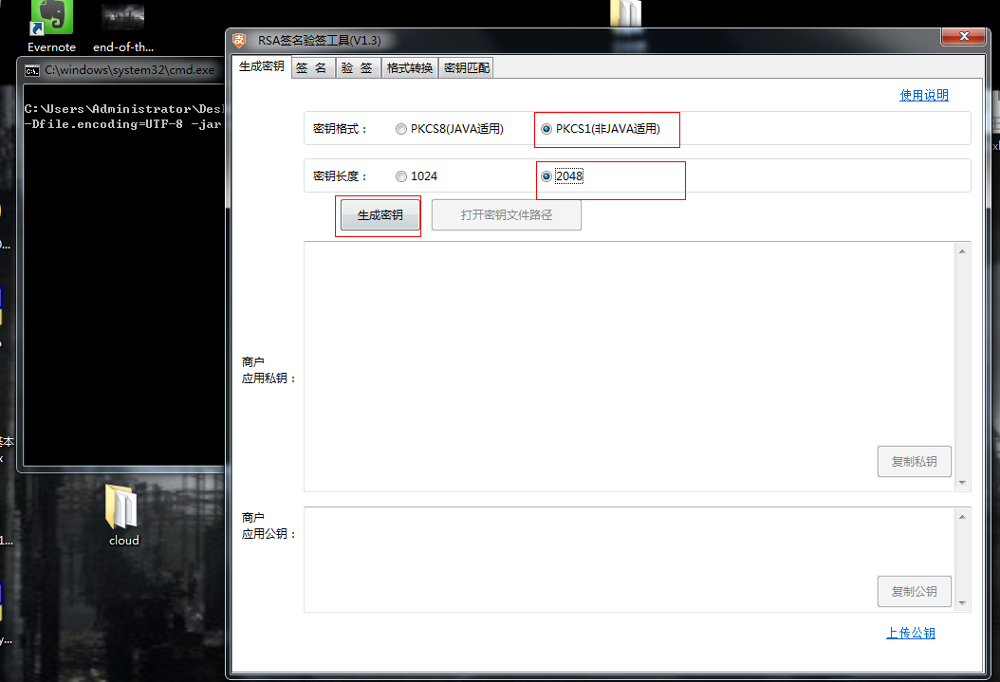 Evernote
end-of-th...
RSA签名验签工具(V1.3)
C:\windows\system32\cmd.exe
C:\Users\Administrator\Des
-Dfile.encoding=UTF-8 -jar
生成密钥
签 名
验 签
格式转换
密钥匹配
使用说明
密钥格式：
PKCS8(JAVA适用)
PKCS1(非JAVA适用)
密钥长度：
1024
2048
生成密钥
打开密钥文件路径
商户
应用私钥：
复制私钥
商户
应用公钥：
复制公钥
上传公钥
cloud